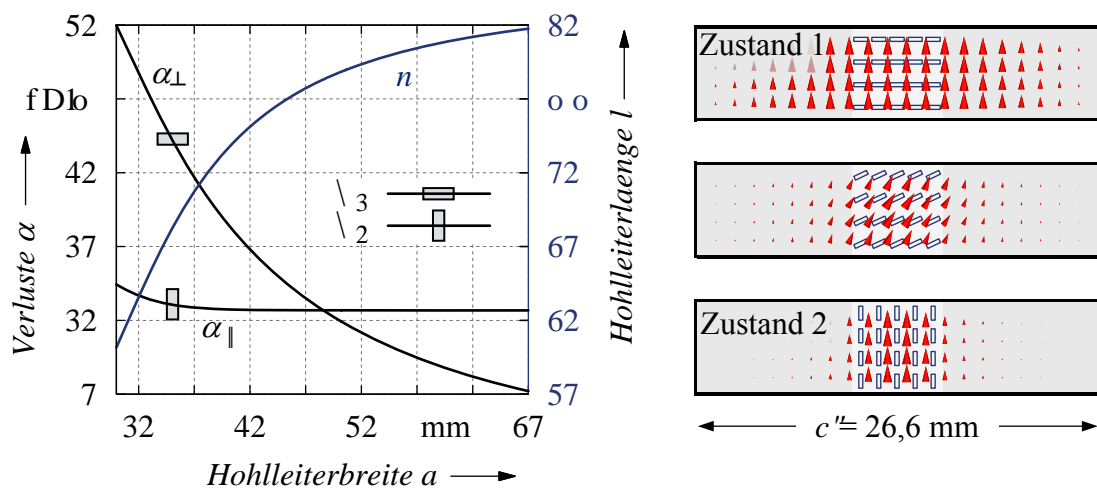 52
α⊥
fDlo
42
37
32
α∥
7
n
\ 3
\ 2
82
o o
72
67
62
57
32
42
52
mm
67
Verluste α
Hohlleiterlaenge l
Hohlleiterbreite a
Zustand 1
Zustand 2
c"= 26,6 mm